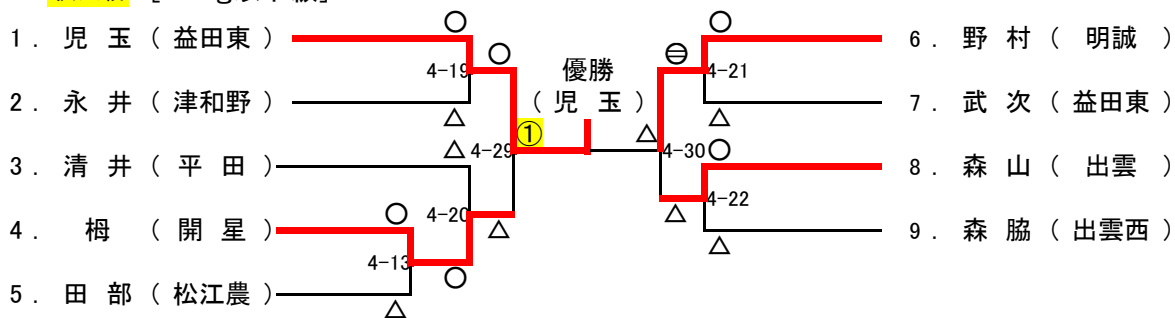 1. 児 玉 ( 益田東 )
2. 永 井 ( 津和野 )
3. 清 井 ( 平 田 )
4. 栂 ( 開 星 )
5. 田 部 ( 松江農 )
4-19
4-29
4-20
4-13
優勝
( 児 玉 )
①
4-21
4-30
4-22
6. 野 村 ( 明誠 )
7. 武 次 ( 益田東 )
8. 森 山 ( 出雲 )
9. 森 脇 ( 出雲西 )